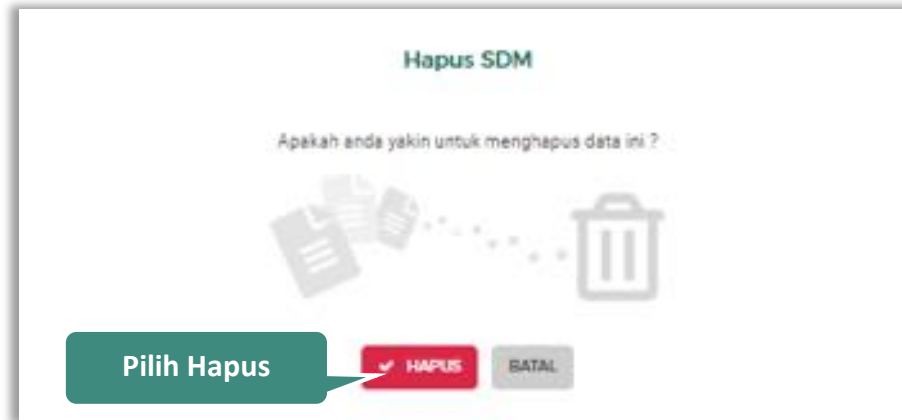 Hapus SDM
Apakah anda yakin untuk menghapus data ini ?
Pilih Hapus
HAPUS
BATAL